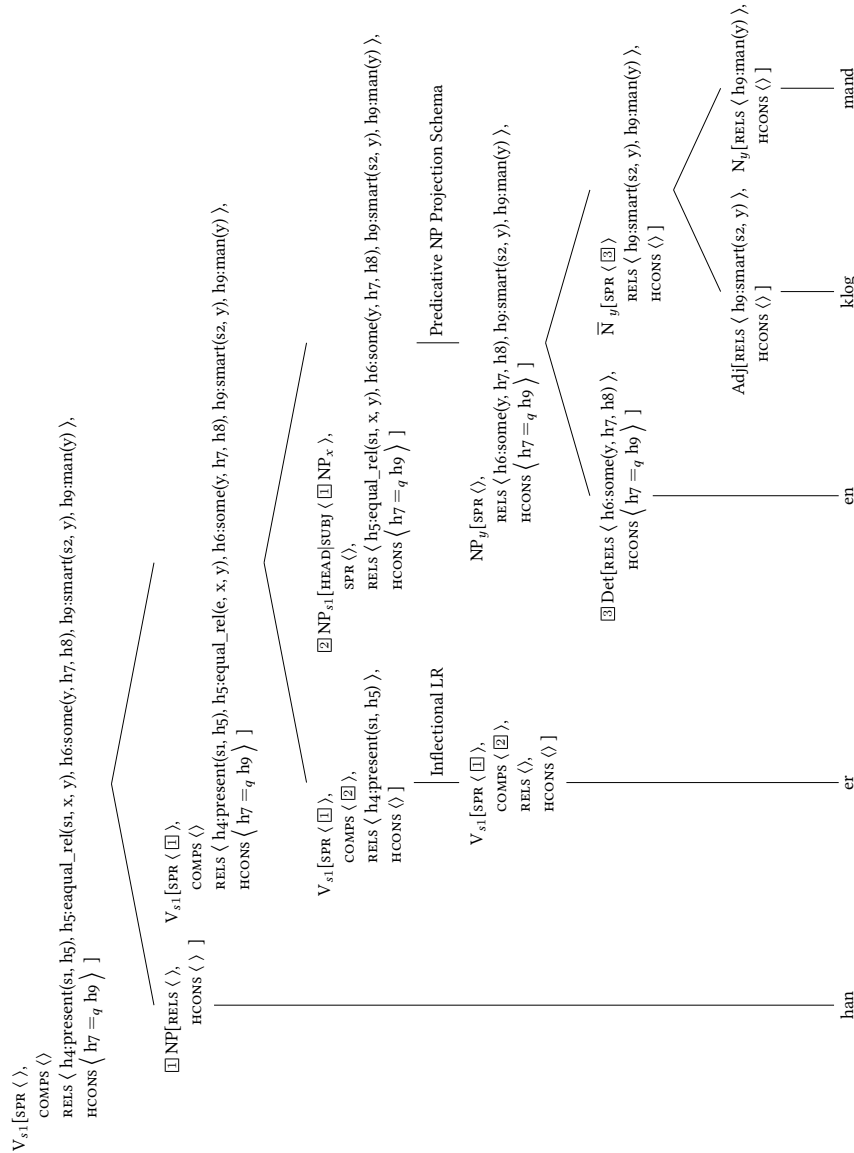 V_s1[SPR ⟨ ⟩,
COMPS ⟨⟩
RELS ⟨ h4:present(s1, h5), h5:eaqual_rel(s1, x, y), h6:some(y, h7, h8), h9:smart(s2, y), h9:man(y) ⟩,
HCONS ⟨ h7 =_q h9 ⟩ ]
1 NP[RELS ⟨ ⟩,
HCONS ⟨ ⟩ ]
V_s1[SPR ⟨ 1 ⟩,
COMPS ⟨⟩
RELS ⟨ h4:present(s1, h5), h5:equal_rel(e, x, y), h6:some(y, h7, h8), h9:smart(s2, y), h9:man(y) ⟩,
HCONS ⟨ h7 =_q h9 ⟩ ]
V_s1[SPR ⟨ 1 ⟩,
COMPS ⟨ 2 ⟩,
RELS ⟨ h4:present(s1, h5) ⟩,
HCONS ⟨⟩ ]
2 NP_s1[HEAD|SUBJ ⟨ 1 NP_x ⟩,
SPR ⟨⟩,
RELS ⟨ h5:equal_rel(s1, x, y), h6:some(y, h7, h8), h9:smart(s2, y), h9:man(y) ⟩,
HCONS ⟨ h7 =_q h9 ⟩ ]
Inflectional LR
Predicative NP Projection Schema
V_s1[SPR ⟨ 1 ⟩,
COMPS ⟨ 2 ⟩,
RELS ⟨⟩,
HCONS ⟨⟩ ]
NP_y[SPR ⟨⟩,
RELS ⟨ h6:some(y, h7, h8), h9:smart(s2, y), h9:man(y) ⟩,
HCONS ⟨ h7 =_q h9 ⟩ ]
3 Det[RELS ⟨ h6:some(y, h7, h8) ⟩,
HCONS ⟨ h7 =_q h9 ⟩ ]
N̅_y[SPR ⟨ 3 ⟩
RELS ⟨ h9:smart(s2, y), h9:man(y) ⟩
HCONS ⟨⟩ ]
Adj[RELS ⟨ h9:smart(s2, y) ⟩,
HCONS ⟨⟩ ]
N_y[RELS ⟨ h9:man(y) ⟩
HCONS ⟨⟩ ]
han er en klog mand